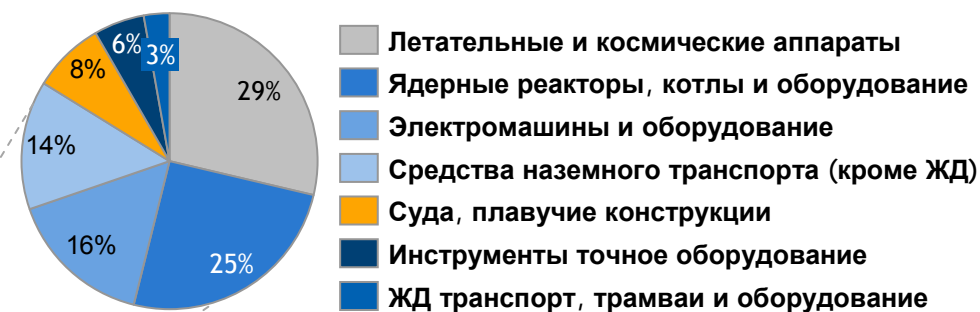 6%
3%
8%
29%
14%
16%
25%
Летательные и космические аппараты
Ядерные реакторы, котлы и оборудование
Электромашины и оборудование
Средства наземного транспорта (кроме ЖД)
Суда, плавучие конструкции
Инструменты точное оборудование
ЖД транспорт, трамваи и оборудование